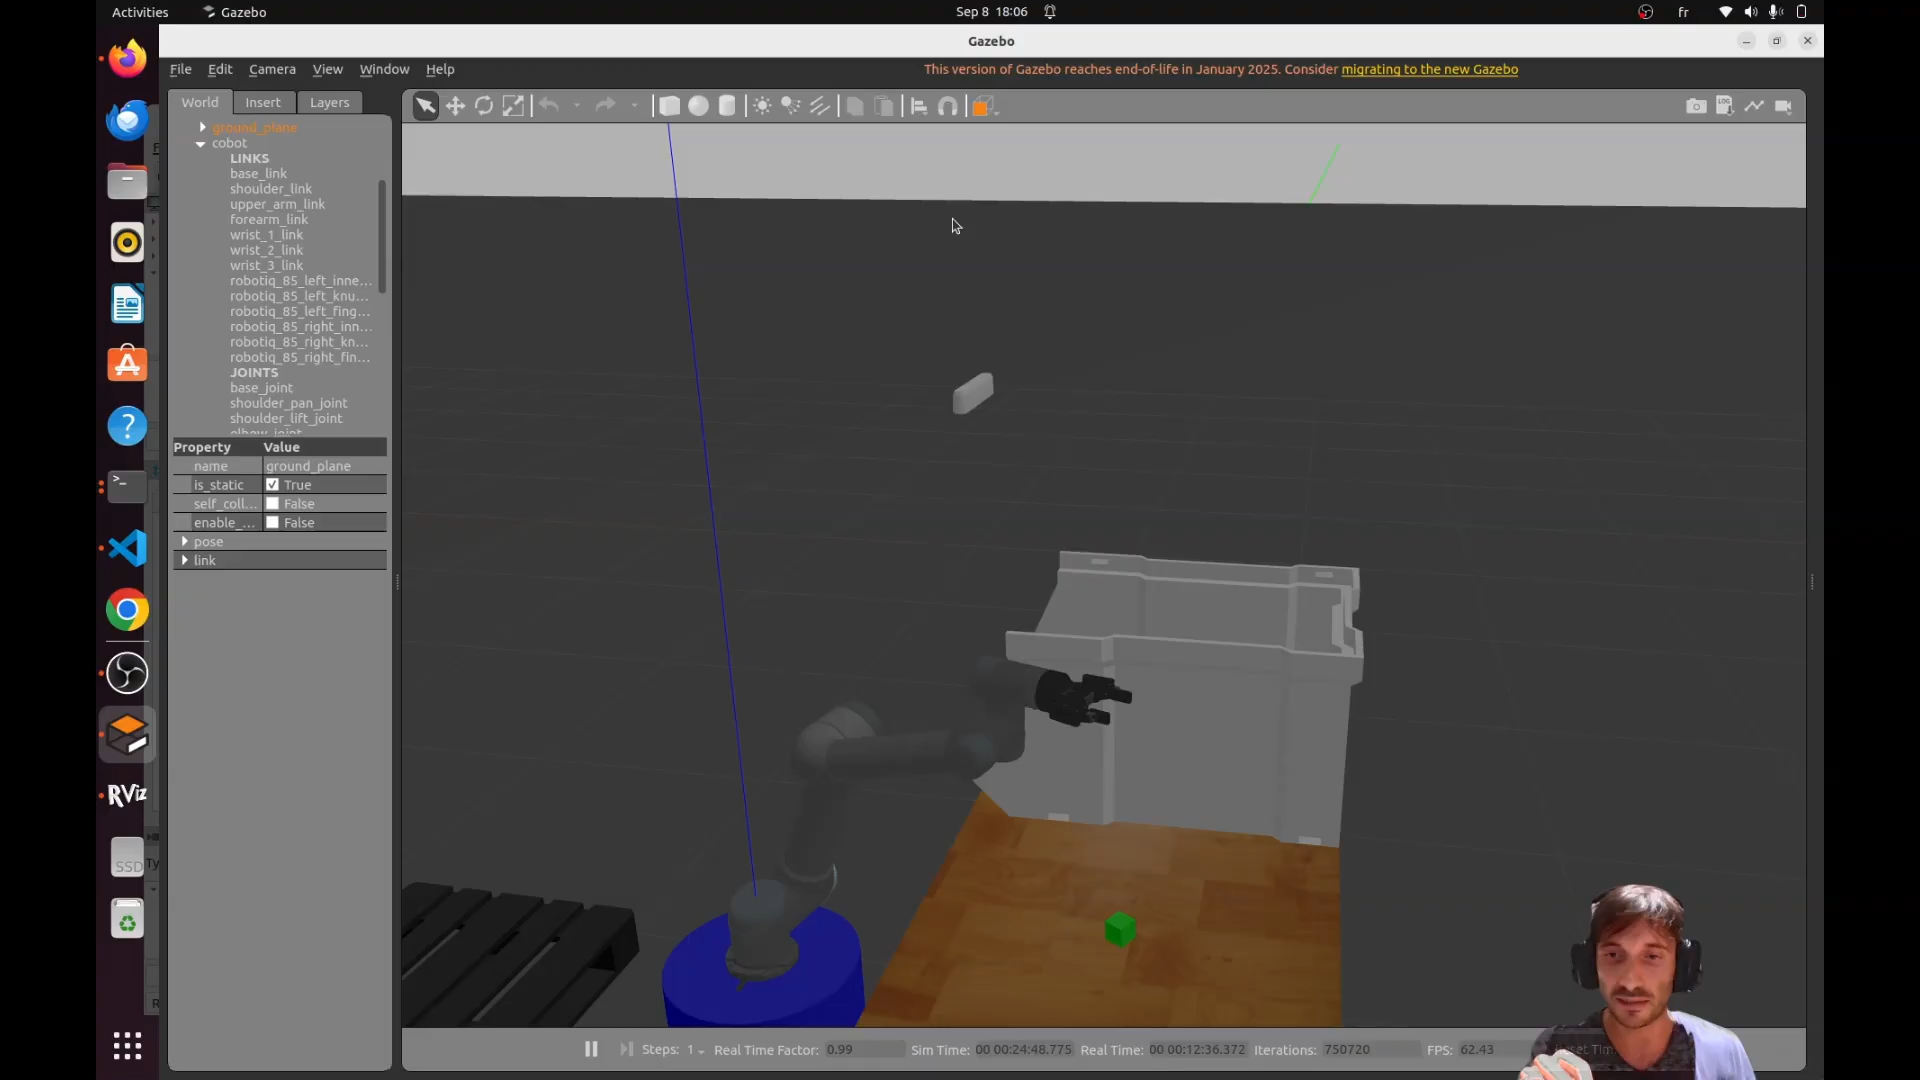 Activities
Gazebo
Sep 8 18:06
fr
Gazebo
File Edit Camera View Window Help
This version of Gazebo reaches end-of-life in January 2025. Consider migrating to the new Gazebo
World Insert Layers
ground_plane
cobot
LINKS
base_link
shoulder_link
upper_arm_link
forearm_link
wrist_1_link
wrist_2_link
wrist_3_link
robotiq_85_left_inne...
robotiq_85_left_knu...
robotiq_85_left_fing...
robotiq_85_right_inn...
robotiq_85_right_kn...
robotiq_85_right_fin...
JOINTS
base_joint
shoulder_pan_joint
shoulder_lift_joint
elbow_joint
Property Value
name ground_plane
is_static True
self_coll... False
enable_... False
pose
link
LOG
RViz
SSD
Ty
Steps: 1
Real Time Factor: 0.99
Sim Time: 00 00:24:48.775
Real Time: 00 00:12:36.372
Iterations: 750720
FPS: 62.43